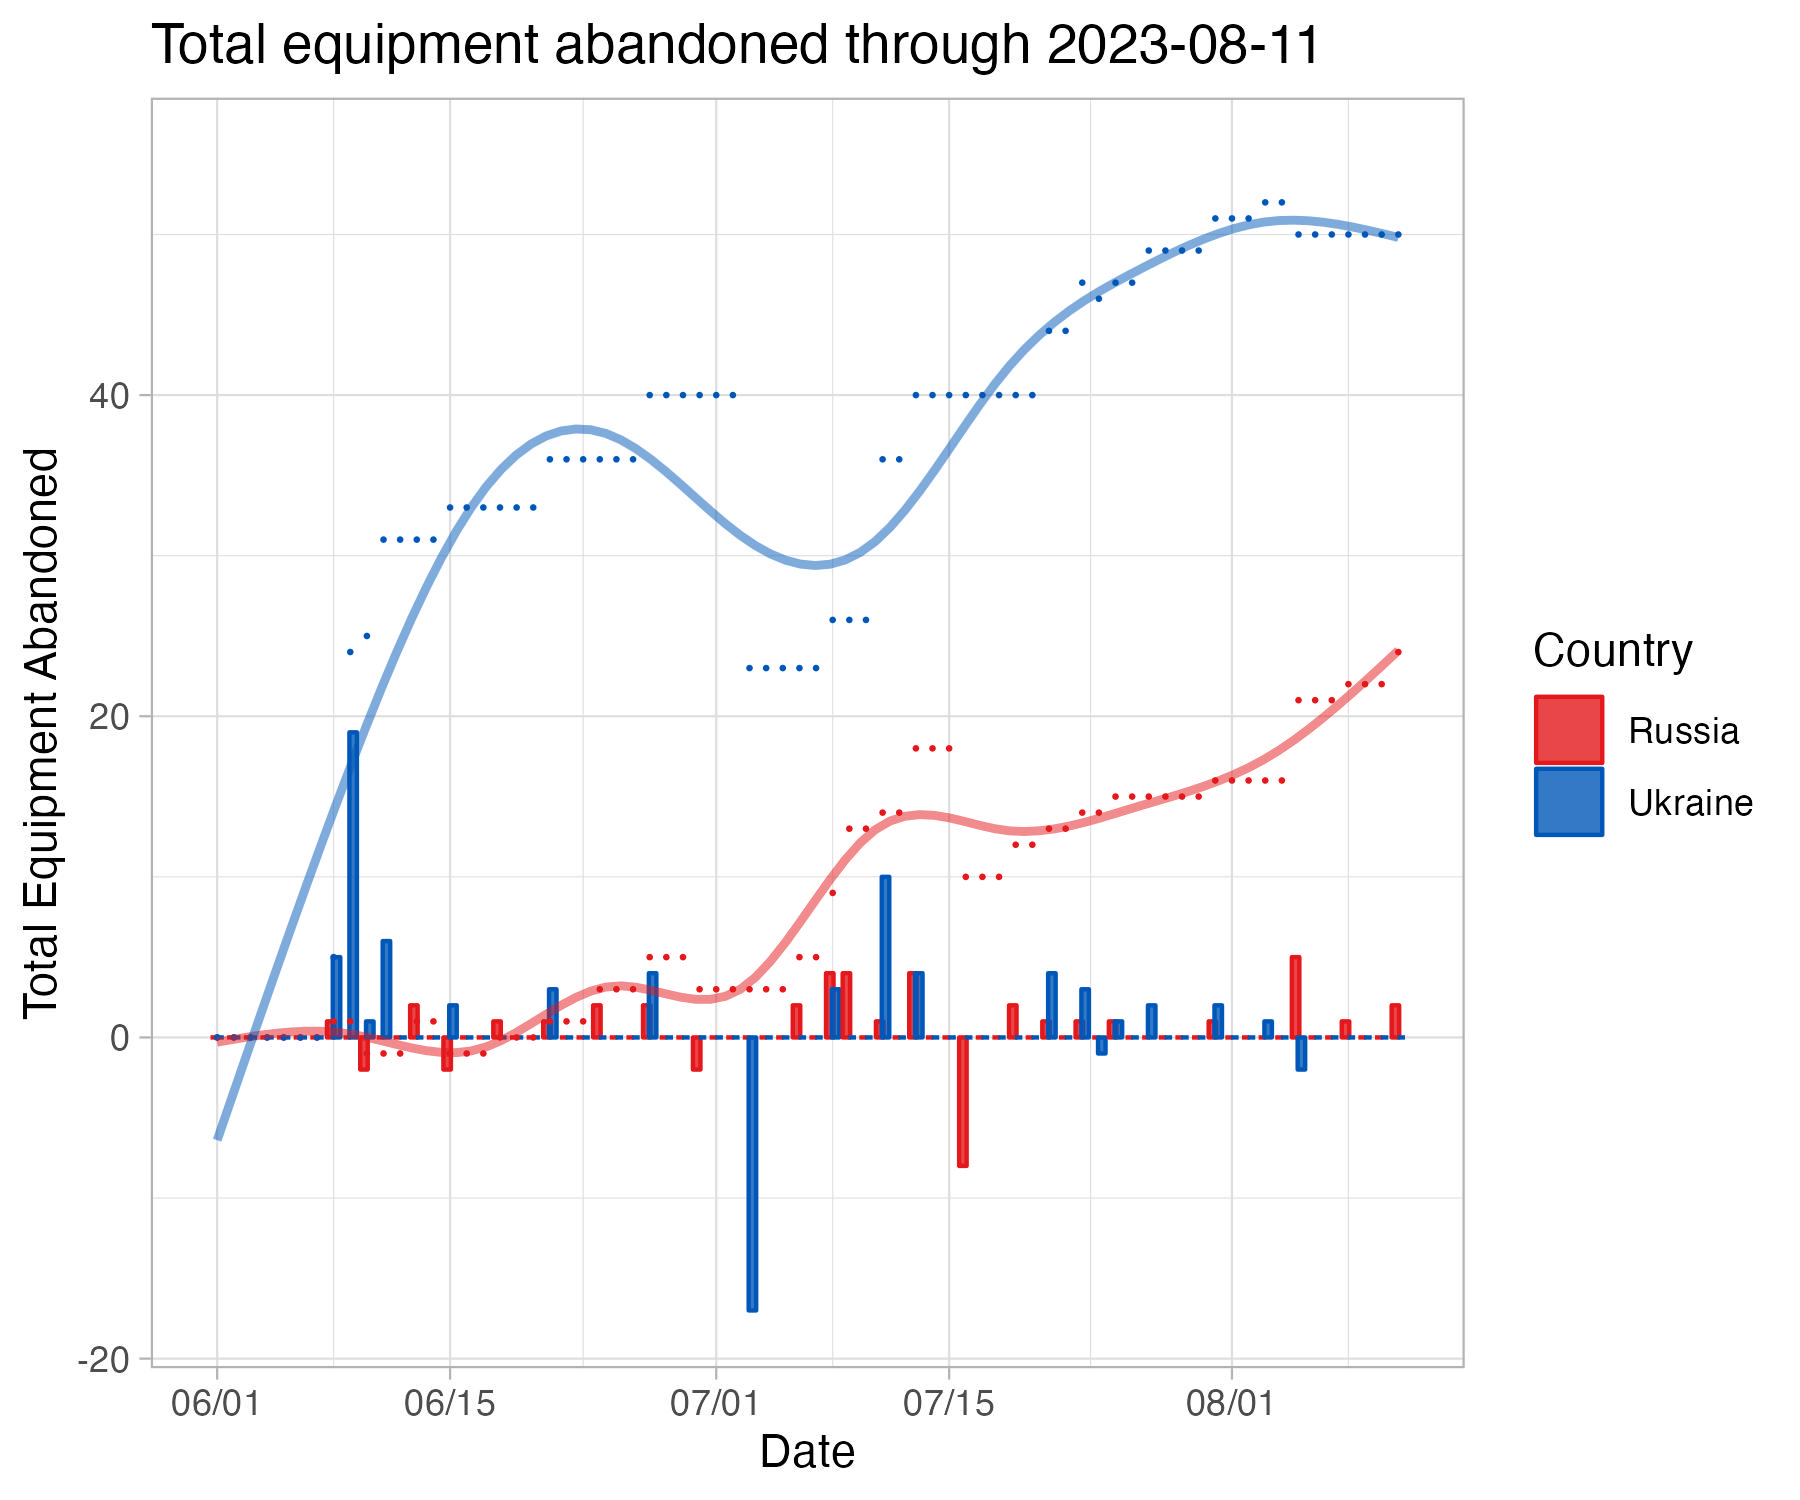 Total equipment abandoned through 2023-08-11
Total Equipment Abandoned
40
20
0
-20
06/01
06/15
07/01
07/15
08/01
Date
Country
Russia
Ukraine